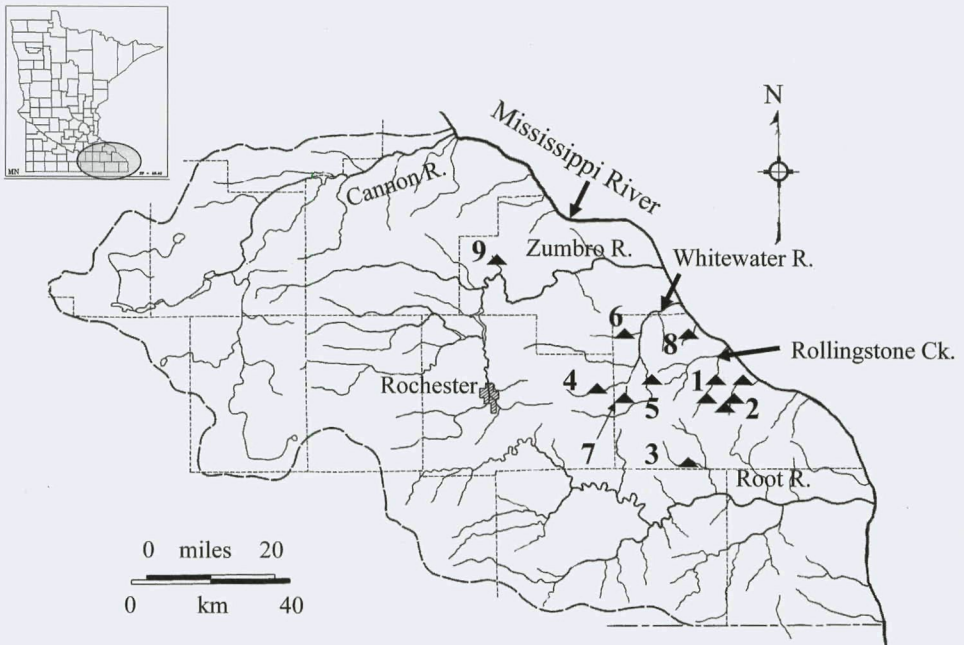 MN
N
Mississippi River
Cannon R.
Zumbro R.
9
Whitewater R.
6
8
Rollingstone Ck.
Rochester
4
1
5
2
7
3
Root R.
0 miles 20
0 km 40